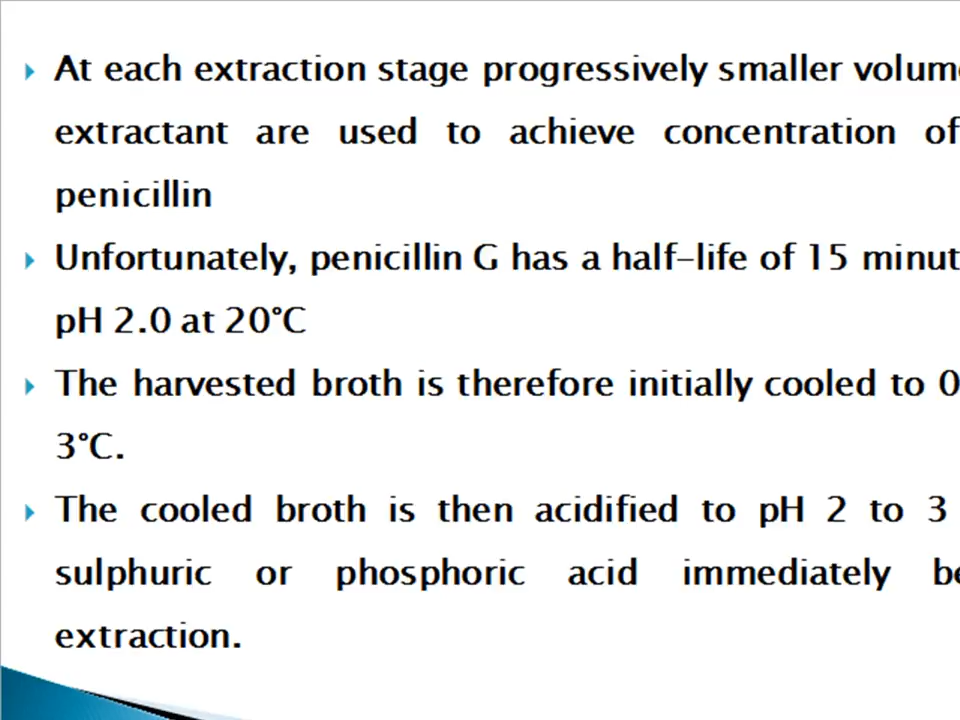 At each extraction stage progressively smaller
extractant are used to achieve concentration of
penicillin
Unfortunately, penicillin G has a half-life of 15
pH 2.0 at 20°C
The harvested broth is therefore initially cooled to 0
3°C.
The cooled broth is then acidified to pH 2 to 3
sulphuric or phosphoric acid immediately
extraction.